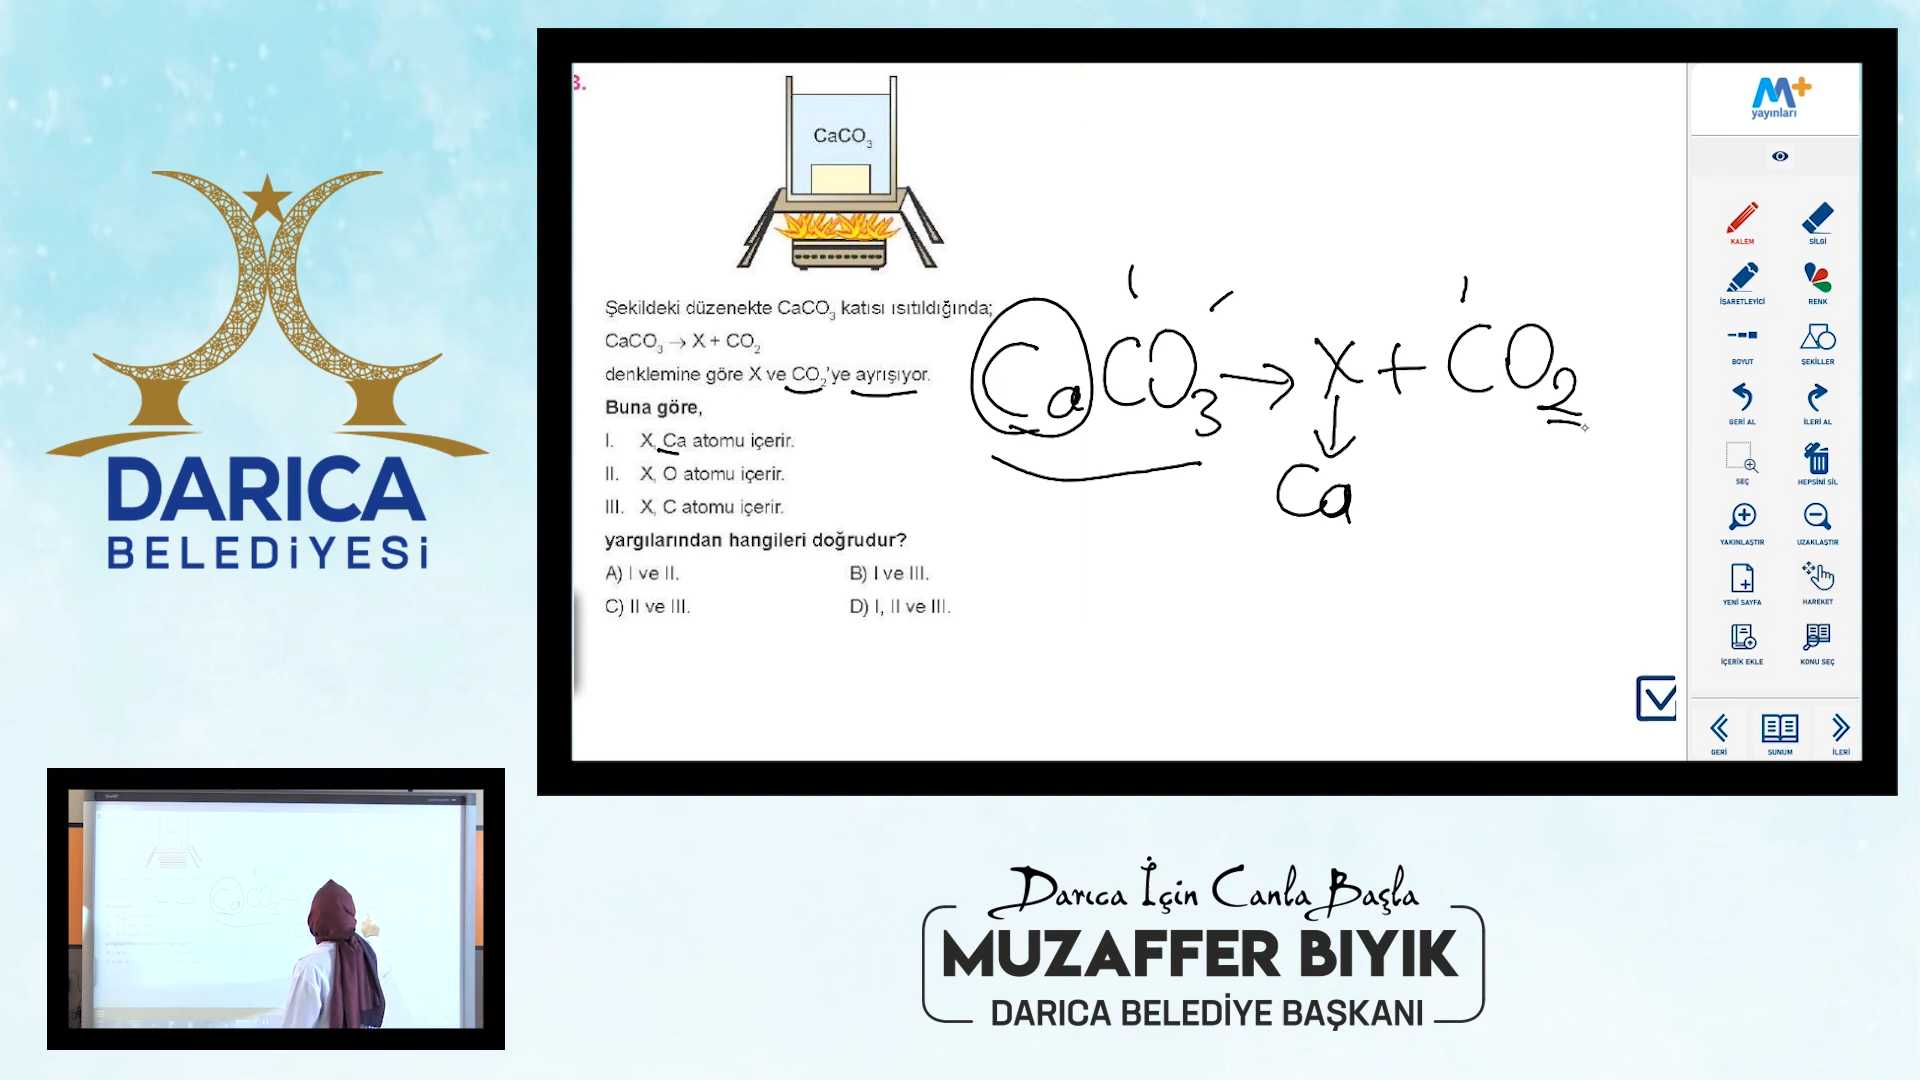 DARICA
BELEDİYESİ
3.
CaCO₃
Şekildeki düzenekte CaCO₃ katısı ısıtıldığında;
CaCO₃ → X + CO₂
denklemine göre X ve CO₂'ye ayrışıyor.
Buna göre,
I. X, Ca atomu içerir.
II. X, O atomu içerir.
III. X, C atomu içerir.
yargılarından hangileri doğrudur?
A) I ve II.
B) I ve III.
C) II ve III.
D) I, II ve III.
CaCO₃ → X + CO₂
Ca
M+
yayınları
KALEM
SİLGİ
İŞARETLEYİCİ
RENK
BOYUT
ŞEKİLLER
GERİ AL
İLERİ AL
SEÇ
HEPSİNİ SİL
YAKINLAŞTIR
UZAKLAŞTIR
YENİ SAYFA
HAREKET
İÇERİK EKLE
KONU SEÇ
GERİ
SUNUM
İLERİ
Darıca İçin Canla Başla
MUZAFFER BIYIK
DARICA BELEDİYE BAŞKANI